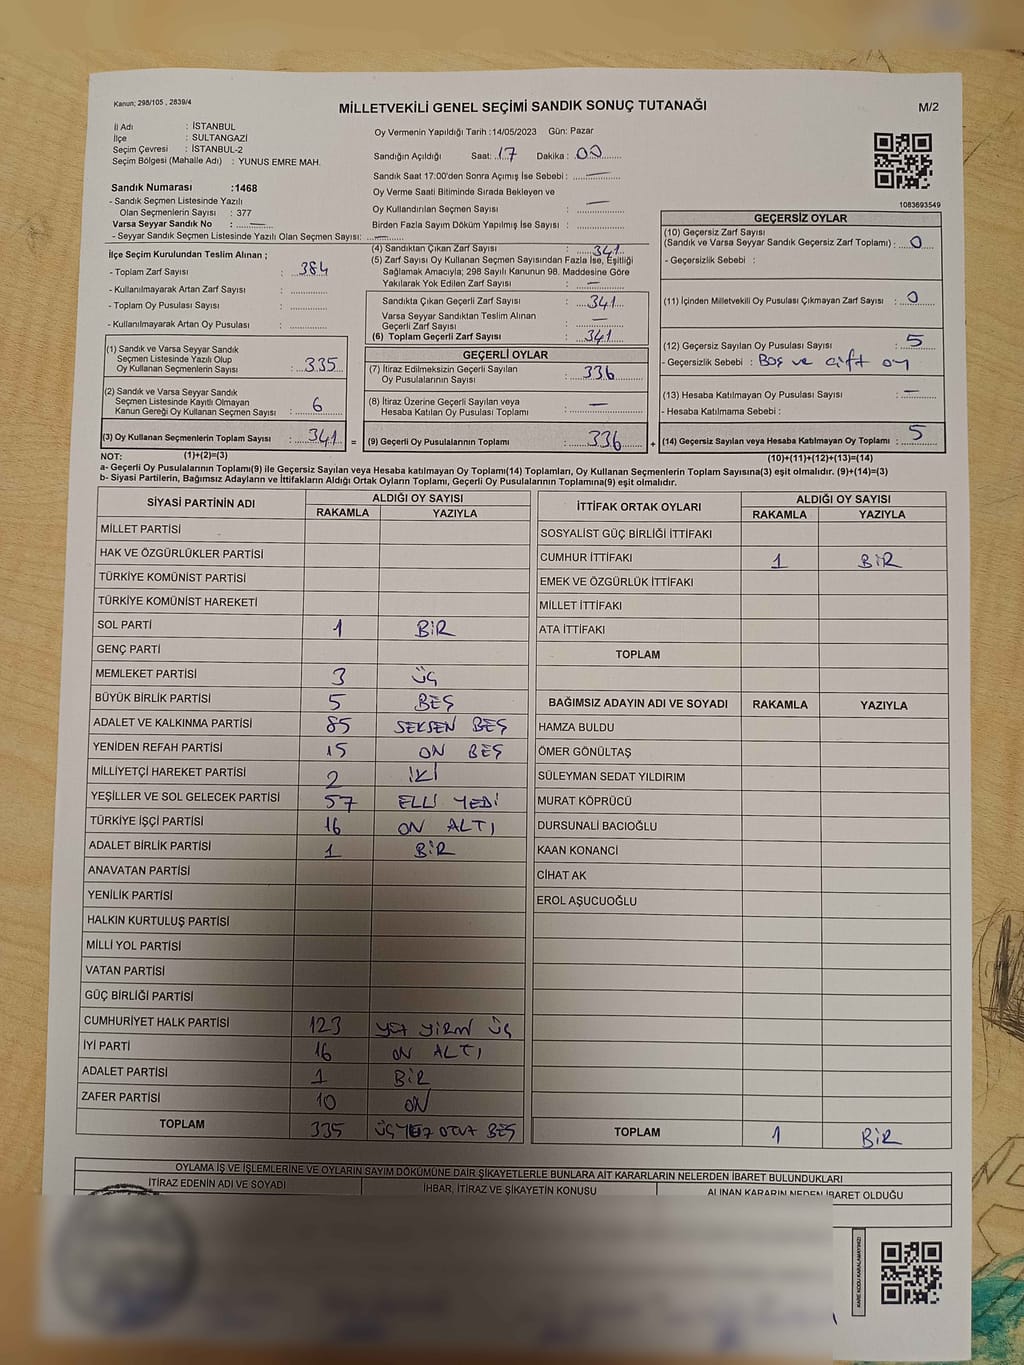 Kanun; 298/105 , 2839/4
MİLLETVEKİLİ GENEL SEÇİMİ SANDIK SONUÇ TUTANAĞI
M/2
İl Adı : İSTANBUL
İlçe : SULTANGAZİ
Seçim Çevresi : İSTANBUL-2
Seçim Bölgesi (Mahalle Adı) : YUNUS EMRE MAH.
Sandık Numarası :1468
- Sandık Seçmen Listesinde Yazılı
Olan Seçmenlerin Sayısı : 377
Varsa Seyyar Sandık No :
- Seyyar Sandık Seçmen Listesinde Yazılı Olan Seçmen Sayısı: —
Oy Vermenin Yapıldığı Tarih :14/05/2023 Gün: Pazar
Sandığın Açıldığı Saat: 17 Dakika : 00
Sandık Saat 17:00'den Sonra Açımış İse Sebebi : —
Oy Verme Saati Bitiminde Sırada Bekleyen ve
Oy Kullandırılan Seçmen Sayısı : —
Birden Fazla Sayım Döküm Yapılmış İse Sayısı :
1083693549
İlçe Seçim Kurulundan Teslim Alınan ;
- Toplam Zarf Sayısı : 384
- Kullanılmayarak Artan Zarf Sayısı :
- Toplam Oy Pusulası Sayısı :
- Kullanılmayarak Artan Oy Pusulası :
(1) Sandık ve Varsa Seyyar Sandık
Seçmen Listesinde Yazılı Olup
Oy Kullanan Seçmenlerin Sayısı : 335
(2) Sandık ve Varsa Seyyar Sandık
Seçmen Listesinde Kayıtlı Olmayan
Kanun Gereği Oy Kullanan Seçmen Sayısı : 6
(3) Oy Kullanan Seçmenlerin Toplam Sayısı : 341 =
(4) Sandıktan Çıkan Zarf Sayısı : 341
(5) Zarf Sayısı Oy Kullanan Seçmen Sayısından Fazla İse, Eşitliği
Sağlamak Amacıyla; 298 Sayılı Kanunun 98. Maddesine Göre
Yakılarak Yok Edilen Zarf Sayısı : —
Sandıkta Çıkan Geçerli Zarf Sayısı : 341
Varsa Seyyar Sandıktan Teslim Alınan
Geçerli Zarf Sayısı : —
(6) Toplam Geçerli Zarf Sayısı : 341
GEÇERLİ OYLAR
(7) İtiraz Edilmeksizin Geçerli Sayılan
Oy Pusulalarının Sayısı : 336
(8) İtiraz Üzerine Geçerli Sayılan veya
Hesaba Katılan Oy Pusulası Toplamı : —
(9) Geçerli Oy Pusulalarının Toplamı : 336 +
GEÇERSİZ OYLAR
(10) Geçersiz Zarf Sayısı
(Sandık ve Varsa Seyyar Sandık Geçersiz Zarf Toplamı) : 0
- Geçersizlik Sebebi :
(11) İçinden Milletvekili Oy Pusulası Çıkmayan Zarf Sayısı : 0
(12) Geçersiz Sayılan Oy Pusulası Sayısı : 5
- Geçersizlik Sebebi : Boş ve çift oy
(13) Hesaba Katılmayan Oy Pusulası Sayısı : —
- Hesaba Katılmama Sebebi :
(14) Geçersiz Sayılan veya Hesaba Katılmayan Oy Toplamı : 5
NOT: (1)+(2)=(3) (10)+(11)+(12)+(13)=(14)
a- Geçerli Oy Pusulalarının Toplamı(9) ile Geçersiz Sayılan veya Hesaba katılmayan Oy Toplamı(14) Toplamları, Oy Kullanan Seçmenlerin Toplam Sayısına(3) eşit olmalıdır. (9)+(14)=(3)
b- Siyasi Partilerin, Bağımsız Adayların ve İttifakların Aldığı Ortak Oyların Toplamı, Geçerli Oy Pusulalarının Toplamına(9) eşit olmalıdır.
SİYASİ PARTİNİN ADI ALDIĞI OY SAYISI
RAKAMLA YAZIYLA
MİLLET PARTİSİ
HAK VE ÖZGÜRLÜKLER PARTİSİ
TÜRKİYE KOMÜNİST PARTİSİ
TÜRKİYE KOMÜNİST HAREKETİ
SOL PARTİ 1 BİR
GENÇ PARTİ
MEMLEKET PARTİSİ 3 ÜÇ
BÜYÜK BİRLİK PARTİSİ 5 BEŞ
ADALET VE KALKINMA PARTİSİ 85 SEKSEN BEŞ
YENİDEN REFAH PARTİSİ 15 ON BEŞ
MİLLİYETÇİ HAREKET PARTİSİ 2 İKİ
YEŞİLLER VE SOL GELECEK PARTİSİ 57 ELLİ YEDİ
TÜRKİYE İŞÇİ PARTİSİ 16 ON ALTI
ADALET BİRLİK PARTİSİ 1 BİR
ANAVATAN PARTİSİ
YENİLİK PARTİSİ
HALKIN KURTULUŞ PARTİSİ
MİLLİ YOL PARTİSİ
VATAN PARTİSİ
GÜÇ BİRLİĞİ PARTİSİ
CUMHURİYET HALK PARTİSİ 123 YÜZ YİRMİ ÜÇ
İYİ PARTİ 16 ON ALTI
ADALET PARTİSİ 1 BİR
ZAFER PARTİSİ 10 ON
TOPLAM 335 ÜÇ YÜZ OTUZ BEŞ
İTTİFAK ORTAK OYLARI ALDIĞI OY SAYISI
RAKAMLA YAZIYLA
SOSYALİST GÜÇ BİRLİĞİ İTTİFAKI
CUMHUR İTTİFAKI 1 BİR
EMEK VE ÖZGÜRLÜK İTTİFAKI
MİLLET İTTİFAKI
ATA İTTİFAKI
TOPLAM
BAĞIMSIZ ADAYIN ADI VE SOYADI RAKAMLA YAZIYLA
HAMZA BULDU
ÖMER GÖNÜLTAŞ
SÜLEYMAN SEDAT YILDIRIM
MURAT KÖPRÜCÜ
DURSUNALİ BACIOĞLU
KAAN KONANCİ
CİHAT AK
EROL AŞUCUOĞLU
TOPLAM 1 BİR
OYLAMA İŞ VE İŞLEMLERİNE VE OYLARIN SAYIM DÖKÜMÜNE DAİR ŞİKAYETLERLE BUNLARA AİT KARARLARIN NELERDEN İBARET BULUNDUKLARI
İTİRAZ EDENİN ADI VE SOYADI İHBAR, İTİRAZ VE ŞİKAYETİN KONUSU ALINAN KARARIN NEDEN İBARET OLDUĞU
KARE KODU KARALAMAYINIZ!